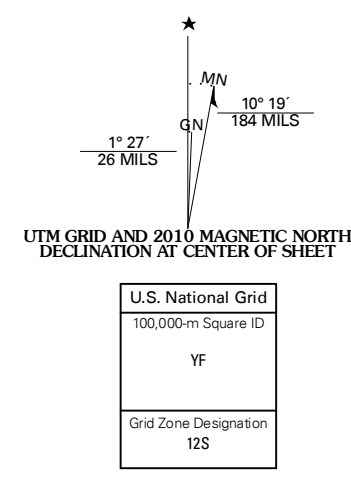 ★
MN
10° 19´
184 MILS
GN
1° 27´
26 MILS
UTM GRID AND 2010 MAGNETIC NORTH
DECLINATION AT CENTER OF SHEET
U.S. National Grid
100,000-m Square ID
YF
Grid Zone Designation
12S